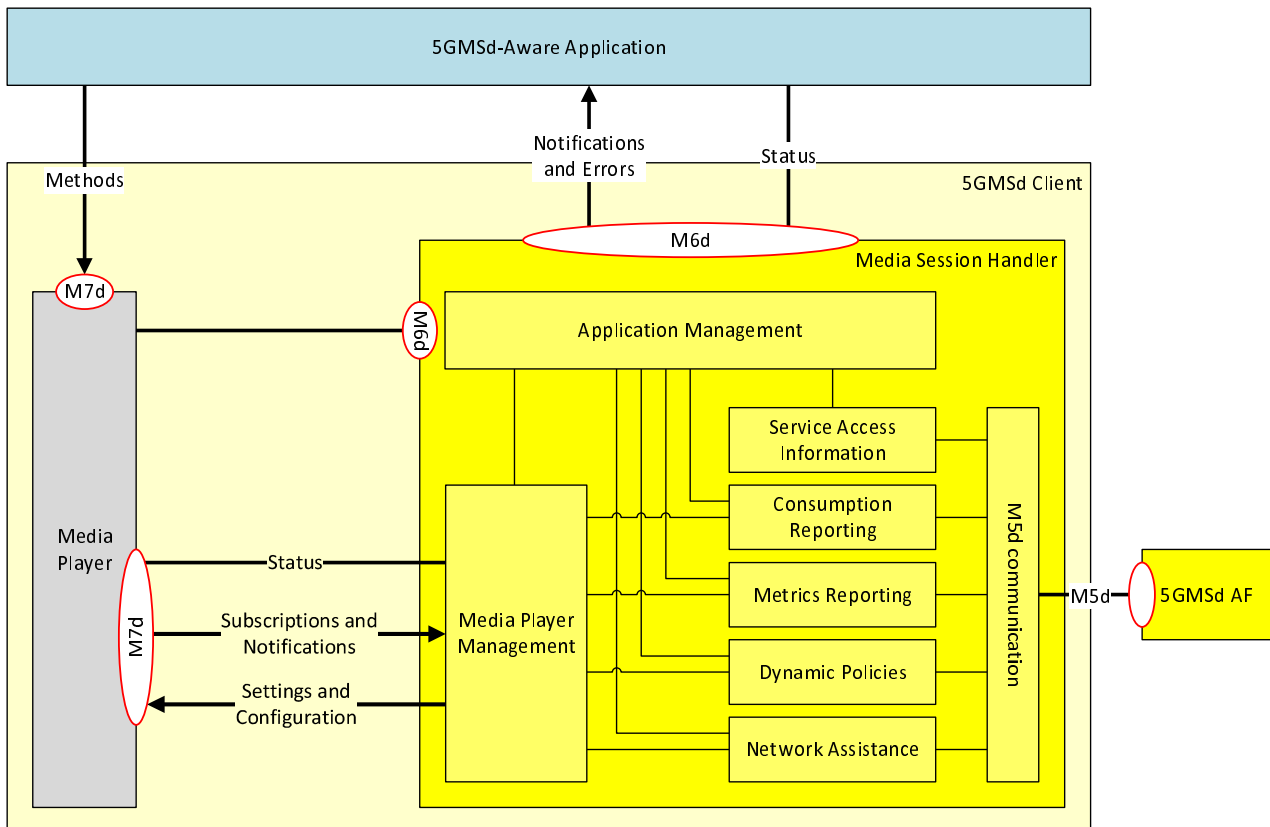 5GMSd-Aware Application
Notifications
and Errors
Status
Methods
5GMSd Client
M6d
Media Session Handler
M7d
M6d
Application Management
Service Access
Information
Consumption
Reporting
M5d communication
Media
Player
Status
Metrics Reporting
M5d
5GMSd AF
Subscriptions and
Notifications
M7d
Media Player
Management
Dynamic Policies
Settings and
Configuration
Network Assistance